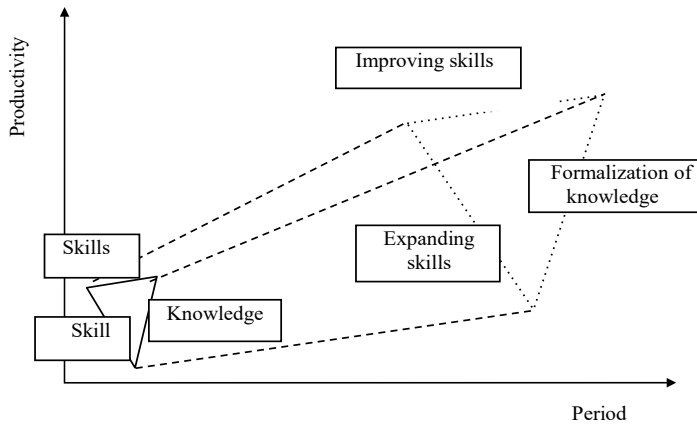 Productivity
Improving skills
Formalization of
knowledge
Expanding
skills
Skills
Knowledge
Skill
Period